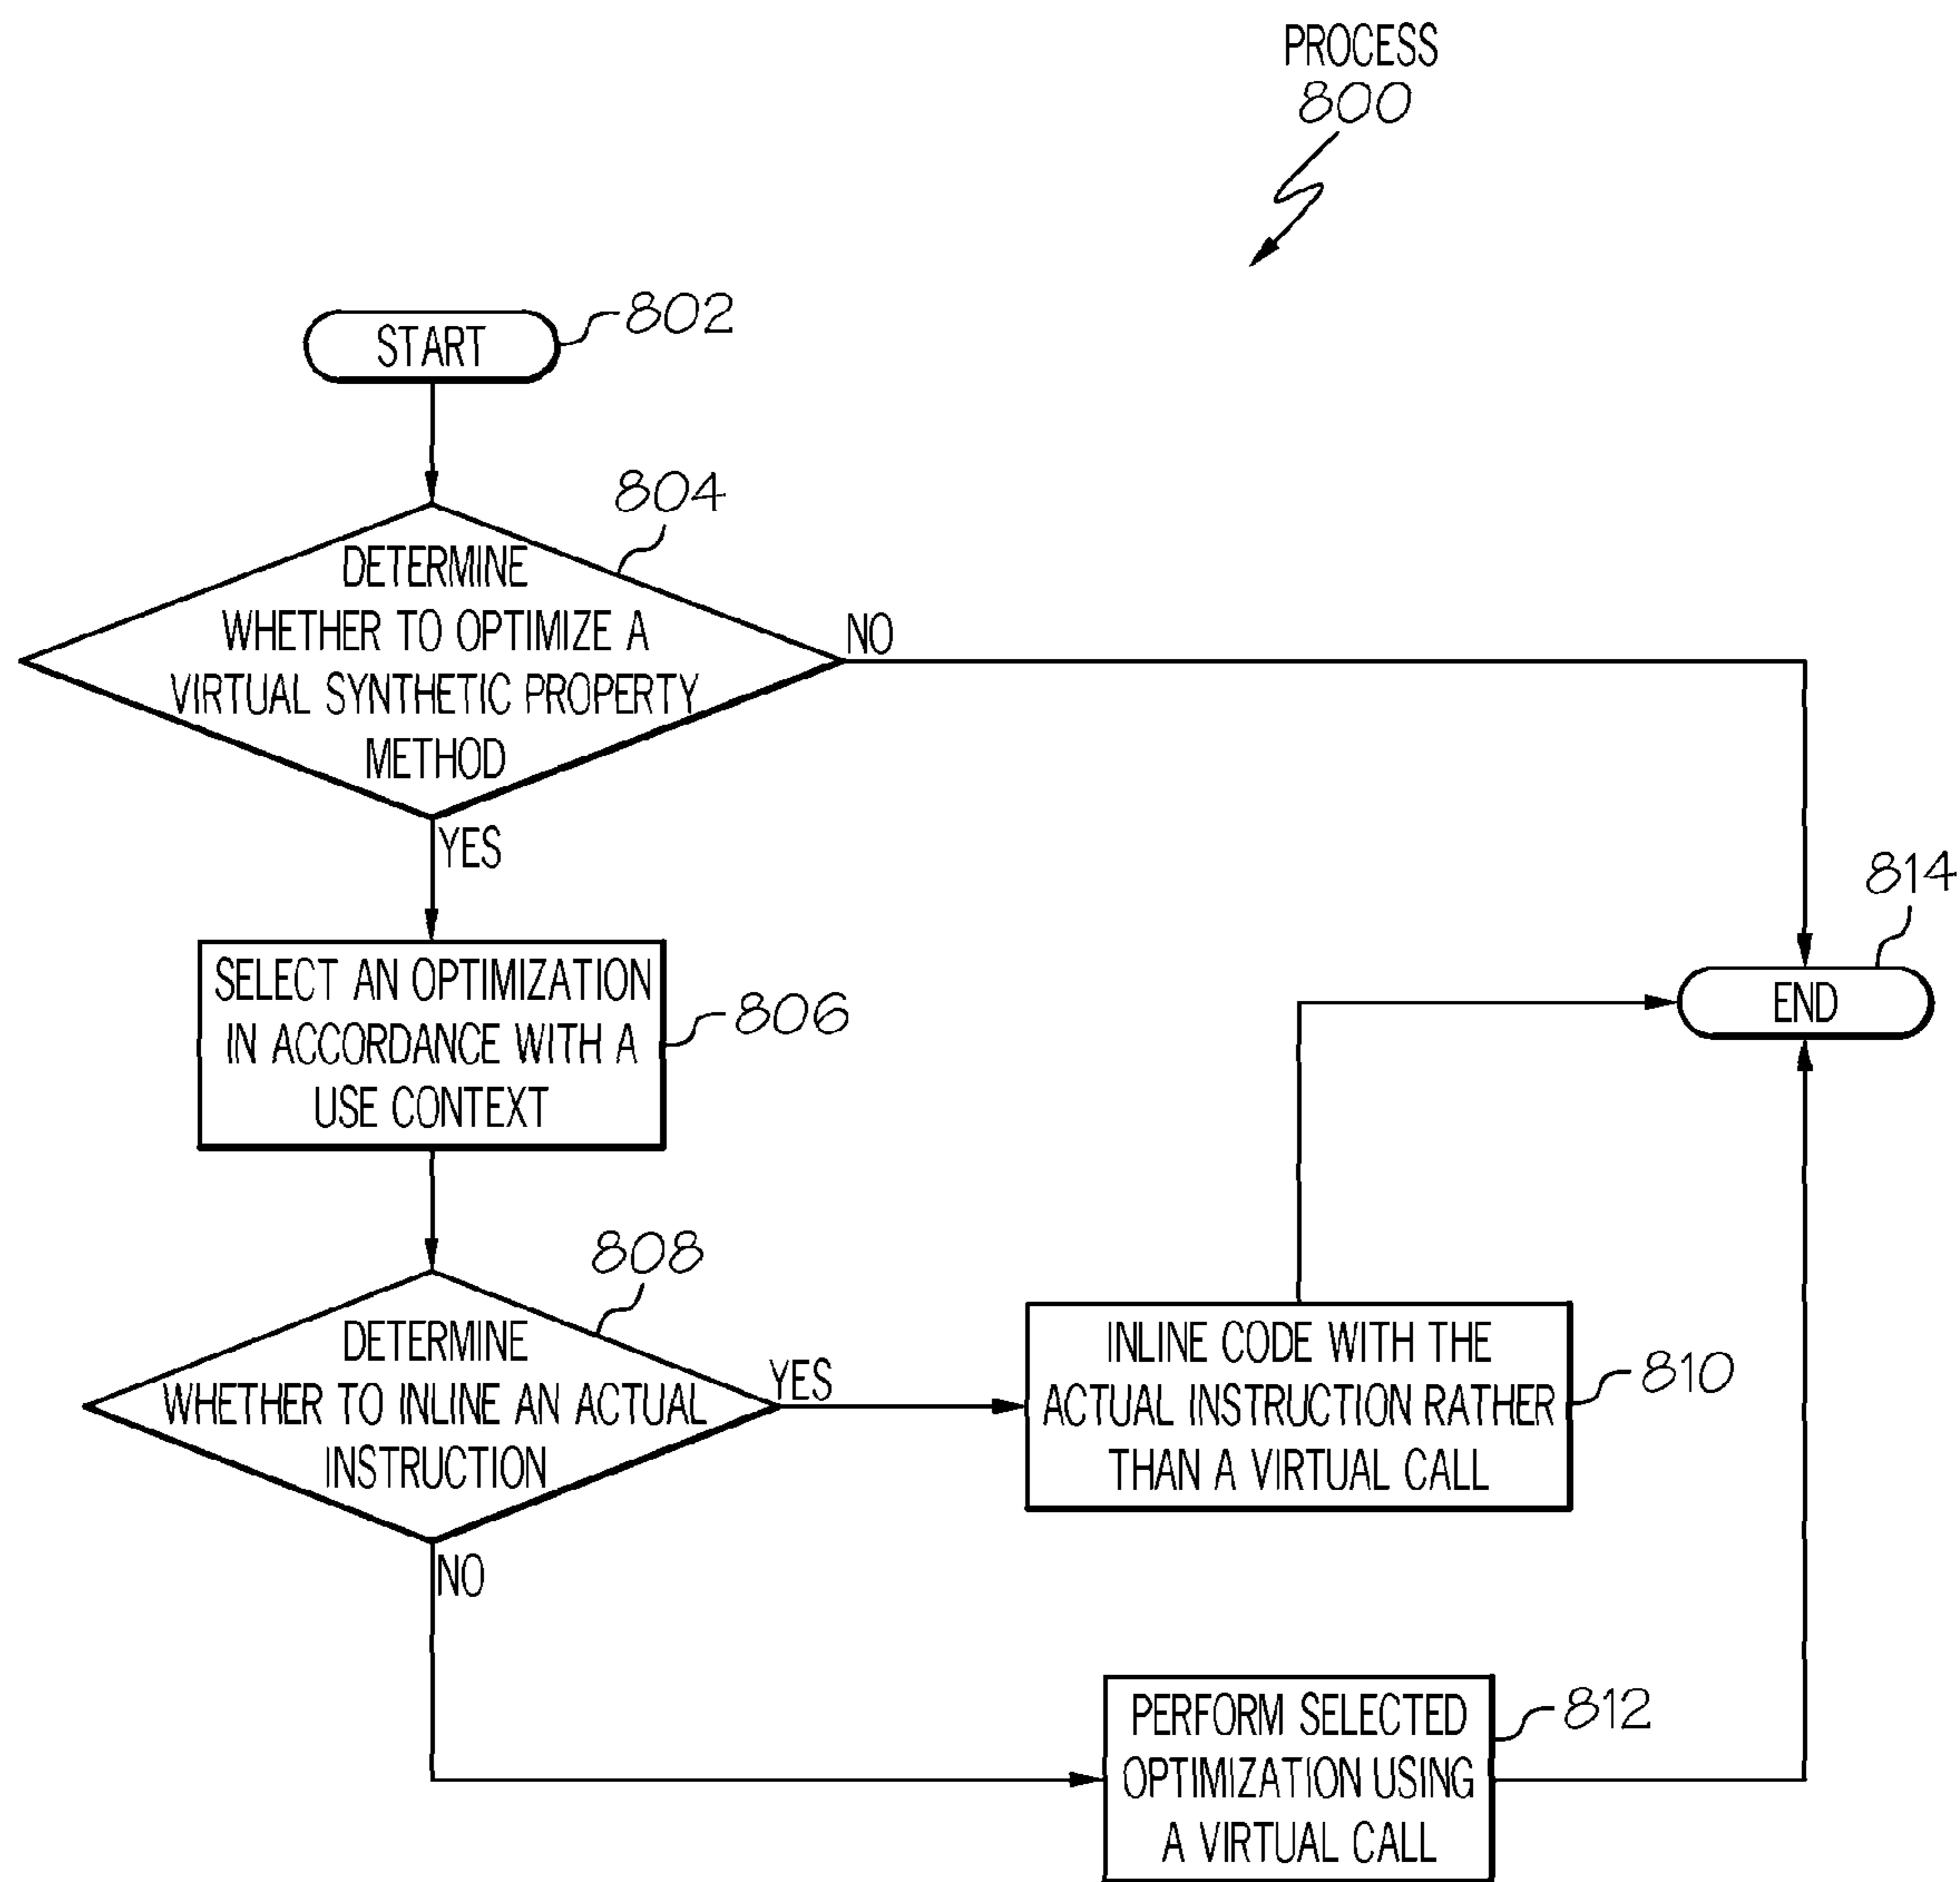 PROCESS
800
START
802
804
DETERMINE
WHETHER TO OPTIMIZE A
VIRTUAL SYNTHETIC PROPERTY
METHOD
NO
YES
SELECT AN OPTIMIZATION
IN ACCORDANCE WITH A
USE CONTEXT
806
814
END
808
DETERMINE
WHETHER TO INLINE AN ACTUAL
INSTRUCTION
YES
NO
INLINE CODE WITH THE
ACTUAL INSTRUCTION RATHER
THAN A VIRTUAL CALL
810
PERFORM SELECTED
OPTIMIZATION USING
A VIRTUAL CALL
812